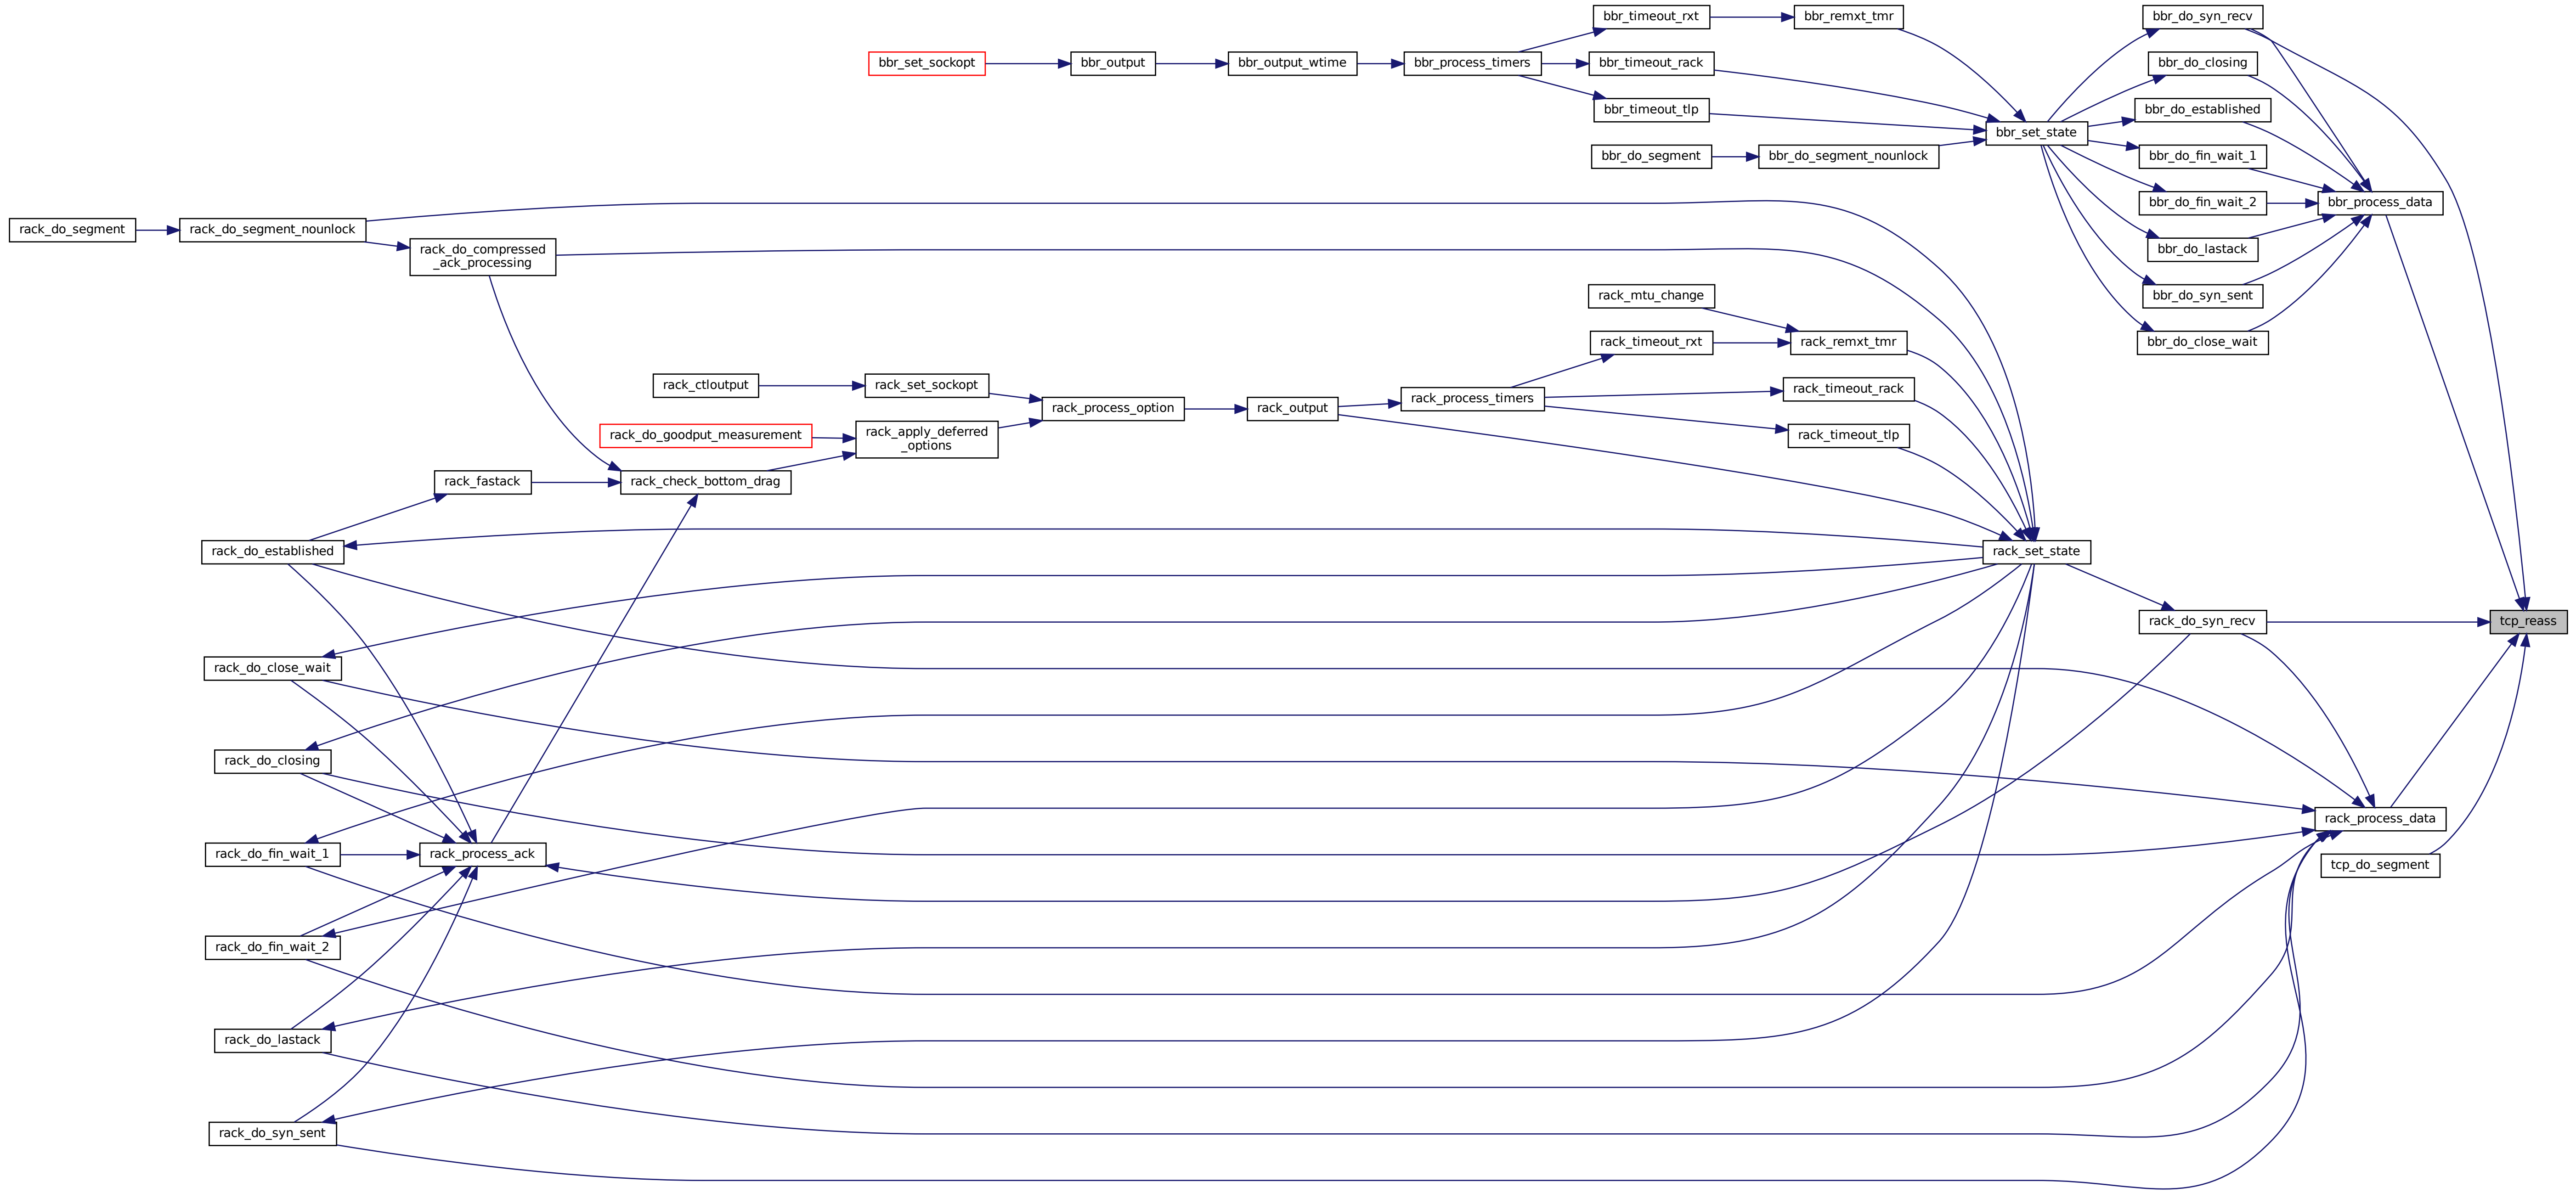 bbr_timeout_rxt
bbr_remxt_tmr
bbr_do_syn_recv
bbr_set_sockopt
bbr_output
bbr_output_wtime
bbr_process_timers
bbr_timeout_rack
bbr_do_closing
bbr_timeout_tlp
bbr_do_established
bbr_set_state
bbr_do_segment
bbr_do_segment_nounlock
bbr_do_fin_wait_1
bbr_do_fin_wait_2
bbr_process_data
rack_do_segment
rack_do_segment_nounlock
rack_do_compressed
_ack_processing
bbr_do_lastack
bbr_do_syn_sent
rack_mtu_change
rack_timeout_rxt
rack_remxt_tmr
bbr_do_close_wait
rack_ctloutput
rack_set_sockopt
rack_process_option
rack_output
rack_process_timers
rack_timeout_rack
rack_do_goodput_measurement
rack_apply_deferred
_options
rack_timeout_tlp
rack_fastack
rack_check_bottom_drag
rack_do_established
rack_set_state
rack_do_syn_recv
tcp_reass
rack_do_close_wait
rack_do_closing
rack_process_data
rack_do_fin_wait_1
rack_process_ack
tcp_do_segment
rack_do_fin_wait_2
rack_do_lastack
rack_do_syn_sent